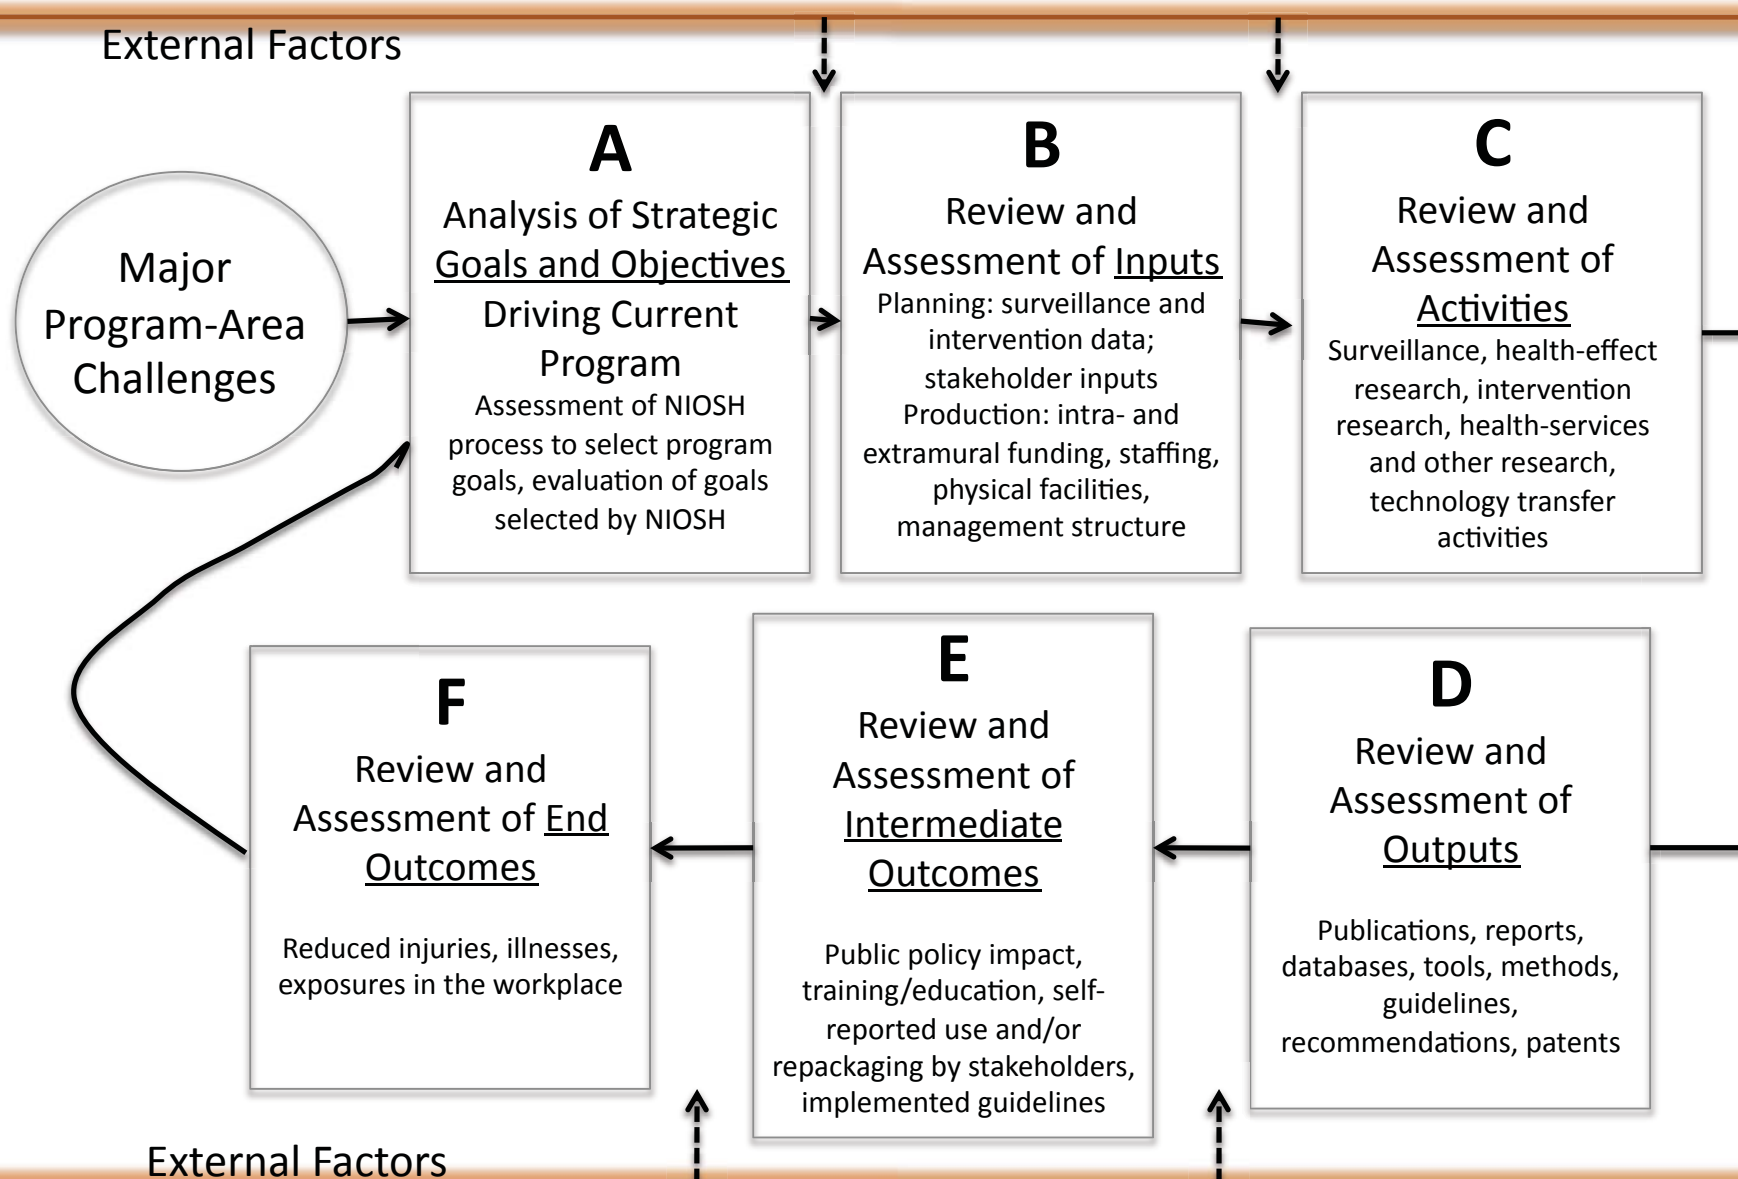 External Factors
Major
Program-Area
Challenges
A
Analysis of Strategic
Goals and Objectives
Driving Current
Program
Assessment of NIOSH
process to select program
goals, evaluation of goals
selected by NIOSH
B
Review and
Assessment of Inputs
Planning: surveillance and
intervention data;
stakeholder inputs
Production: intra- and
extramural funding, staffing,
physical facilities,
management structure
C
Review and
Assessment of
Activities
Surveillance, health-effect
research, intervention
research, health-services
and other research,
technology transfer
activities
D
Review and
Assessment of
Outputs
Publications, reports,
databases, tools, methods,
guidelines,
recommendations, patents
E
Review and
Assessment of
Intermediate
Outcomes
Public policy impact,
training/education, self-
reported use and/or
repackaging by stakeholders,
implemented guidelines
F
Review and
Assessment of End
Outcomes
Reduced injuries, illnesses,
exposures in the workplace
External Factors